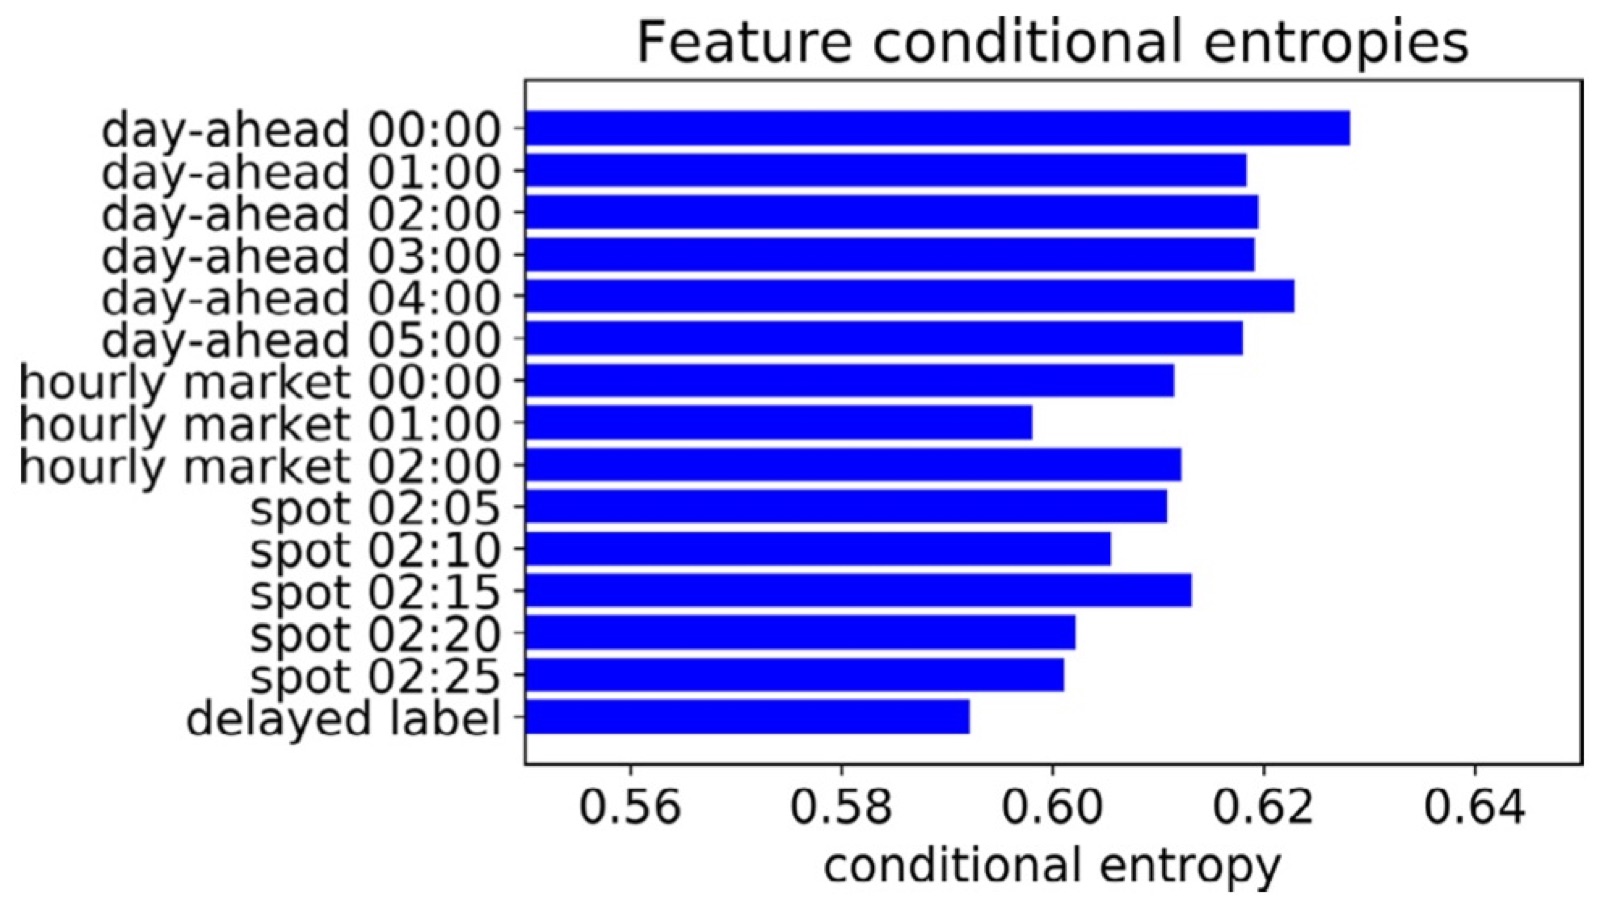 Feature conditional entropies
day-ahead 00:00
day-ahead 01:00
day-ahead 02:00
day-ahead 03:00
day-ahead 04:00
day-ahead 05:00
hourly market 00:00
hourly market 01:00
hourly market 02:00
spot 02:05
spot 02:10
spot 02:15
spot 02:20
spot 02:25
delayed label
0.56 0.58 0.60 0.62 0.64
conditional entropy